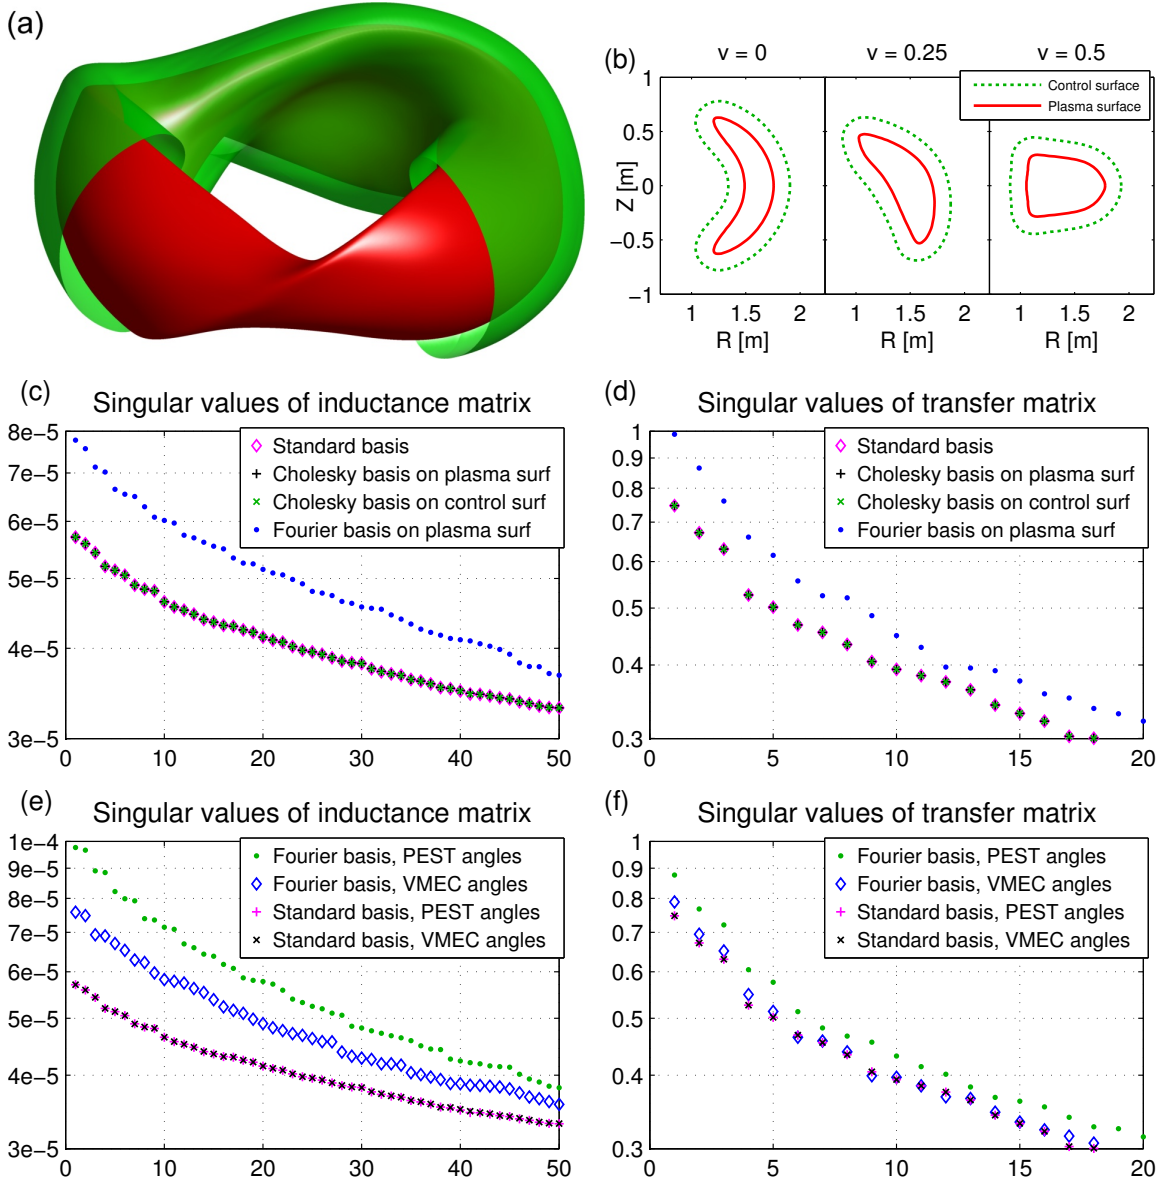 (a)
(b)
v = 0
v = 0.25
v = 0.5
Control surface
Plasma surface
1
0.5
0
−0.5
−1
Z [m]
1 1.5 2
1 1.5 2
1 1.5 2
R [m]
R [m]
R [m]
(c)
Singular values of inductance matrix
Standard basis
Cholesky basis on plasma surf
Cholesky basis on control surf
Fourier basis on plasma surf
8e−5
7e−5
6e−5
5e−5
4e−5
3e−5
0 10 20 30 40 50
(d)
Singular values of transfer matrix
Standard basis
Cholesky basis on plasma surf
Cholesky basis on control surf
Fourier basis on plasma surf
1
0.9
0.8
0.7
0.6
0.5
0.4
0.3
0 5 10 15 20
(e)
Singular values of inductance matrix
Fourier basis, PEST angles
Fourier basis, VMEC angles
Standard basis, PEST angles
Standard basis, VMEC angles
1e−4
9e−5
8e−5
7e−5
6e−5
5e−5
4e−5
3e−5
0 10 20 30 40 50
(f)
Singular values of transfer matrix
Fourier basis, PEST angles
Fourier basis, VMEC angles
Standard basis, PEST angles
Standard basis, VMEC angles
1
0.9
0.8
0.7
0.6
0.5
0.4
0.3
0 5 10 15 20